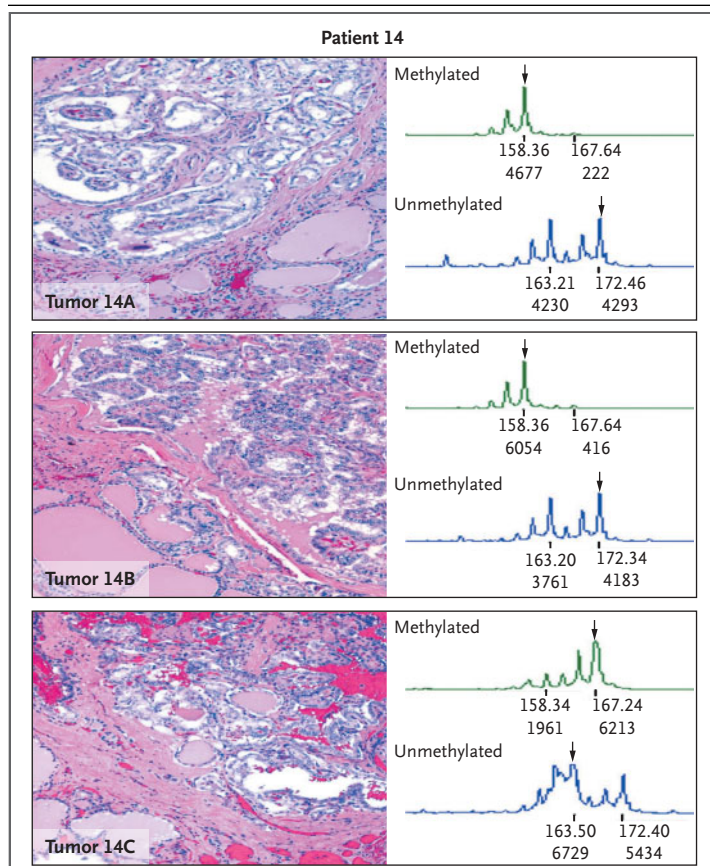 Patient 14
Methylated
158.36 167.64
4677 222
Unmethylated
163.21 172.46
4230 4293
Tumor 14A
Methylated
158.36 167.64
6054 416
Unmethylated
163.20 172.34
3761 4183
Tumor 14B
Methylated
158.34 167.24
1961 6213
Unmethylated
163.50 172.40
6729 5434
Tumor 14C